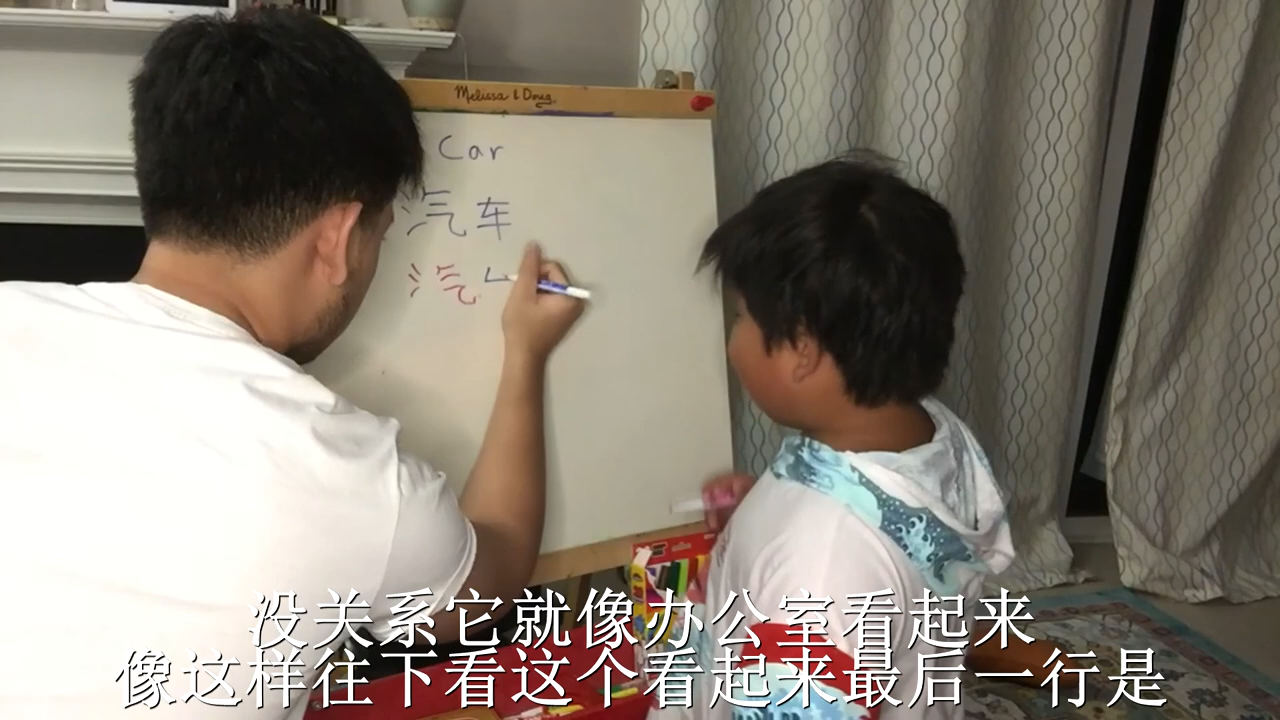 Melissa & Doug
Car
汽车
汽
没关系它就像办公室看起来
像这样往下看这个看起来最后一行是